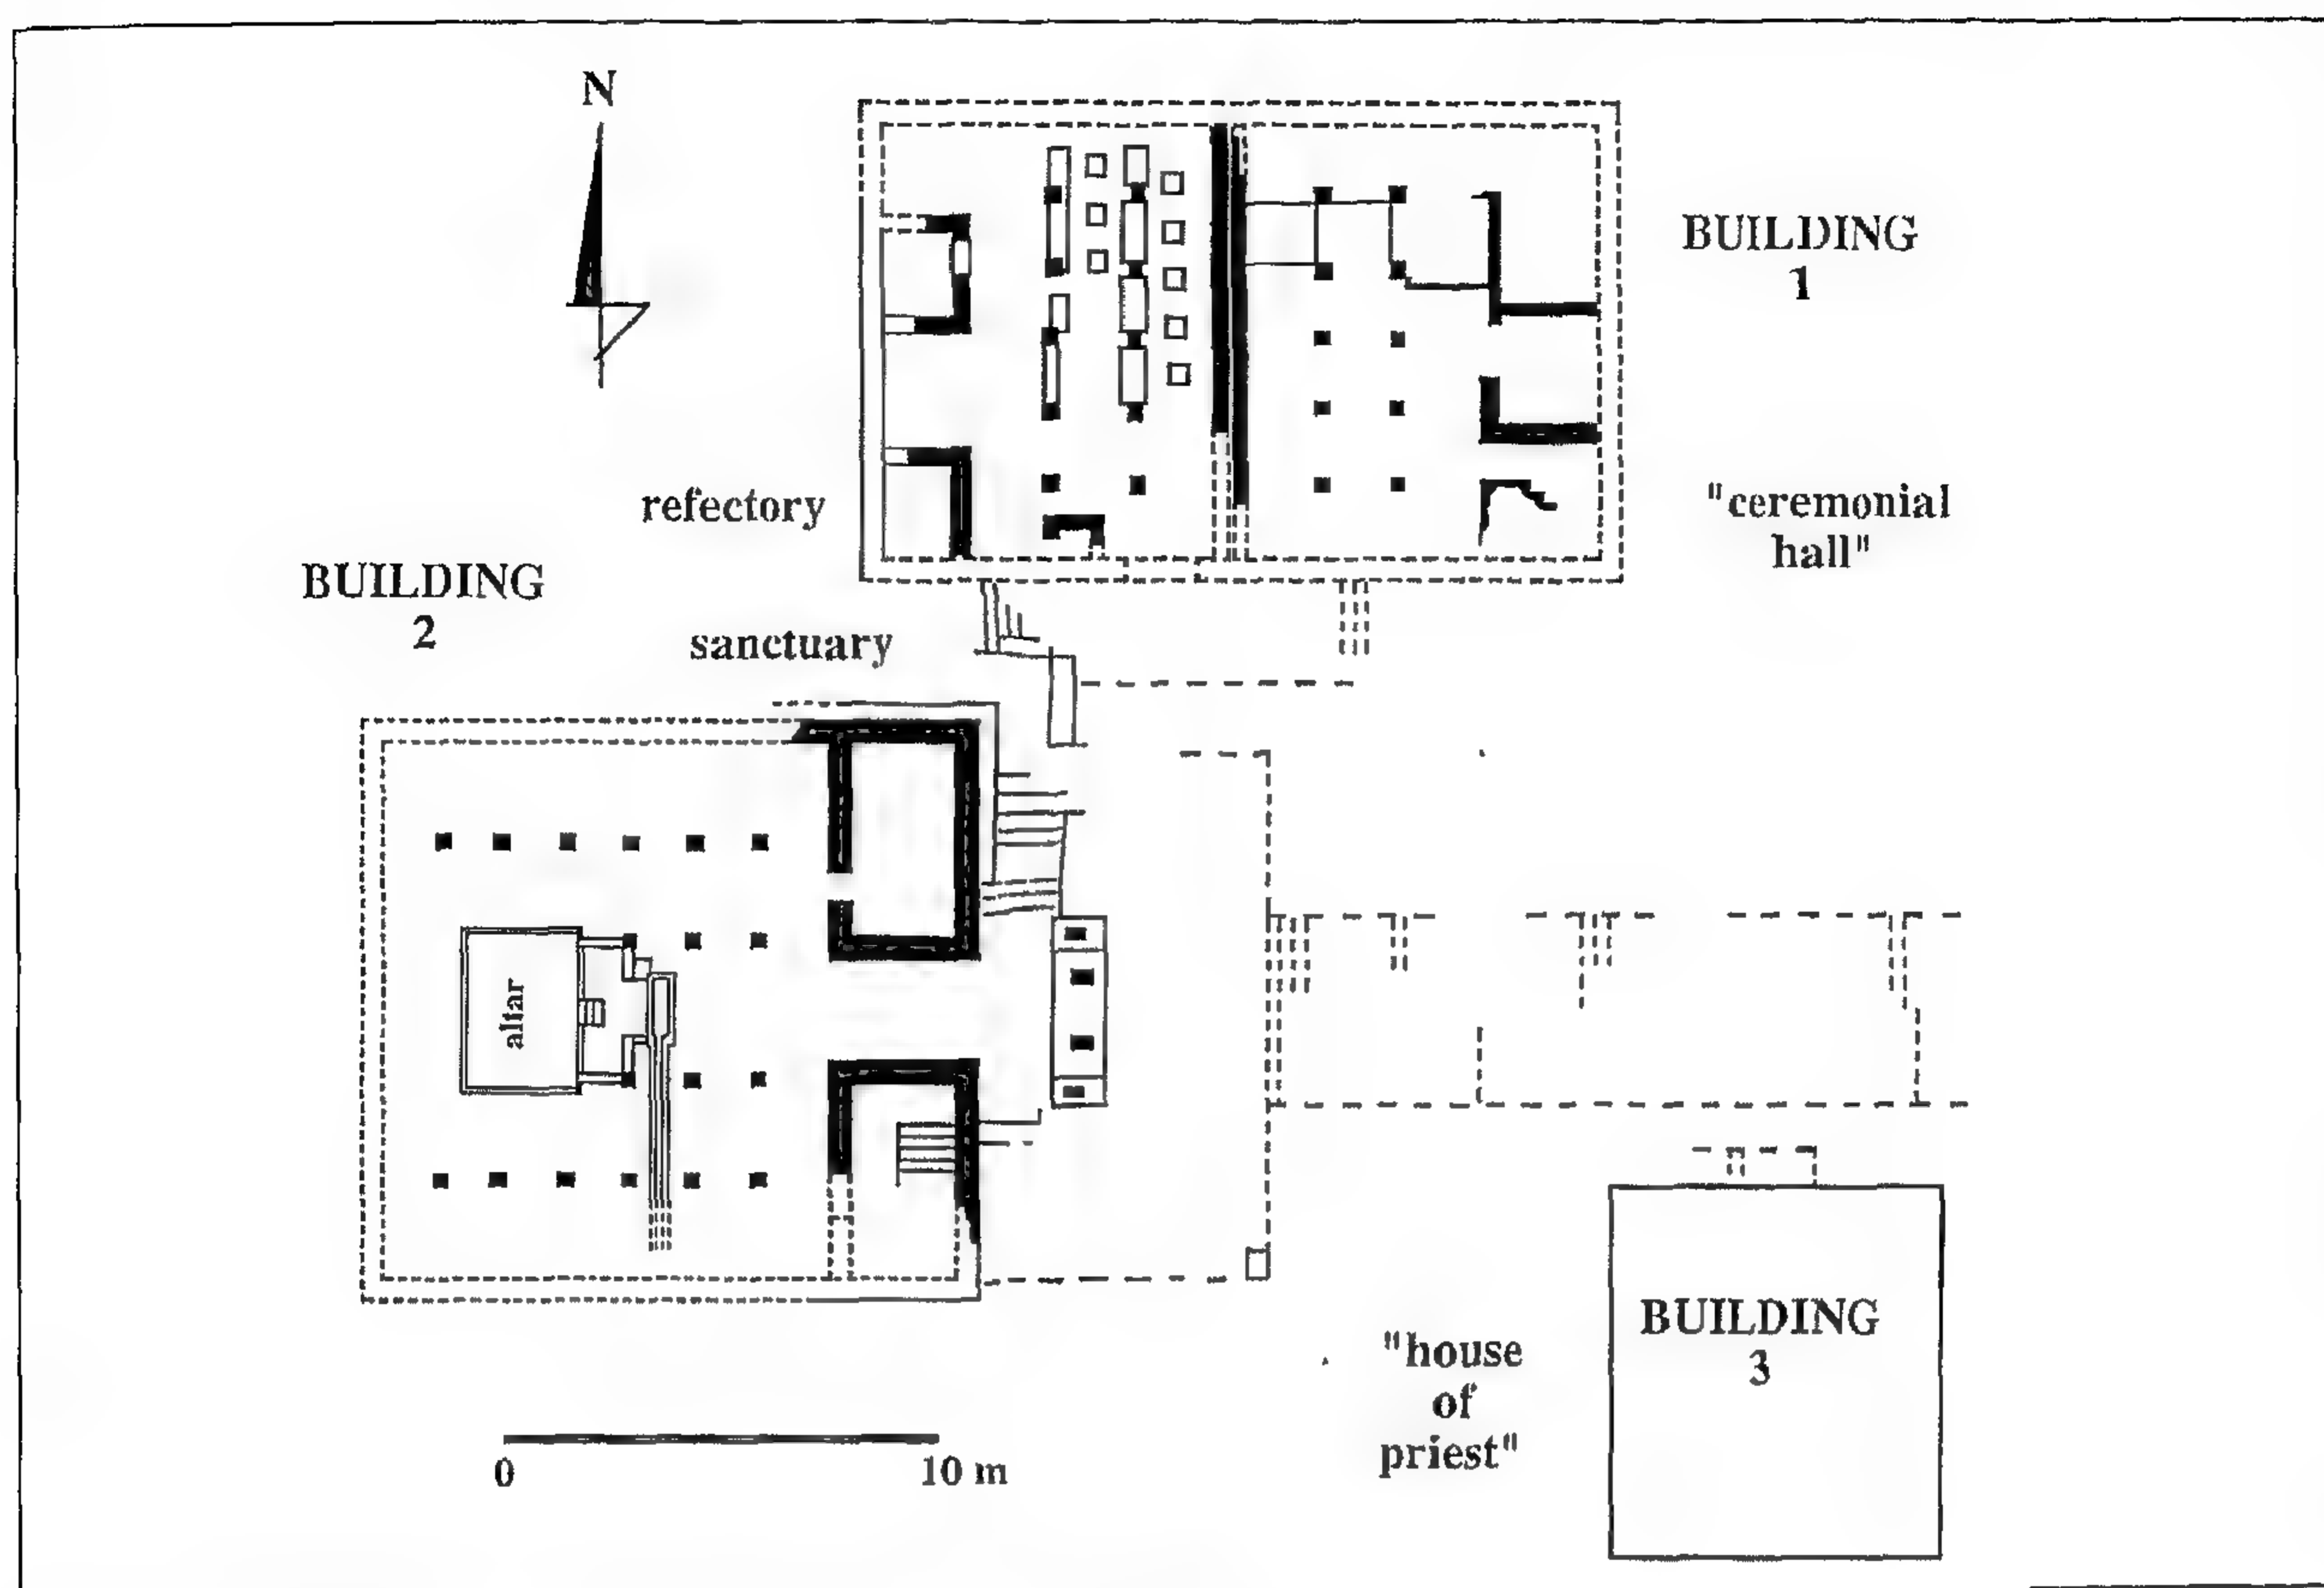 N
BUILDING
1
refectory
"ceremonial
hall"
BUILDING
2
sanctuary
altar
BUILDING
3
"house
of
priest"
0 10 m